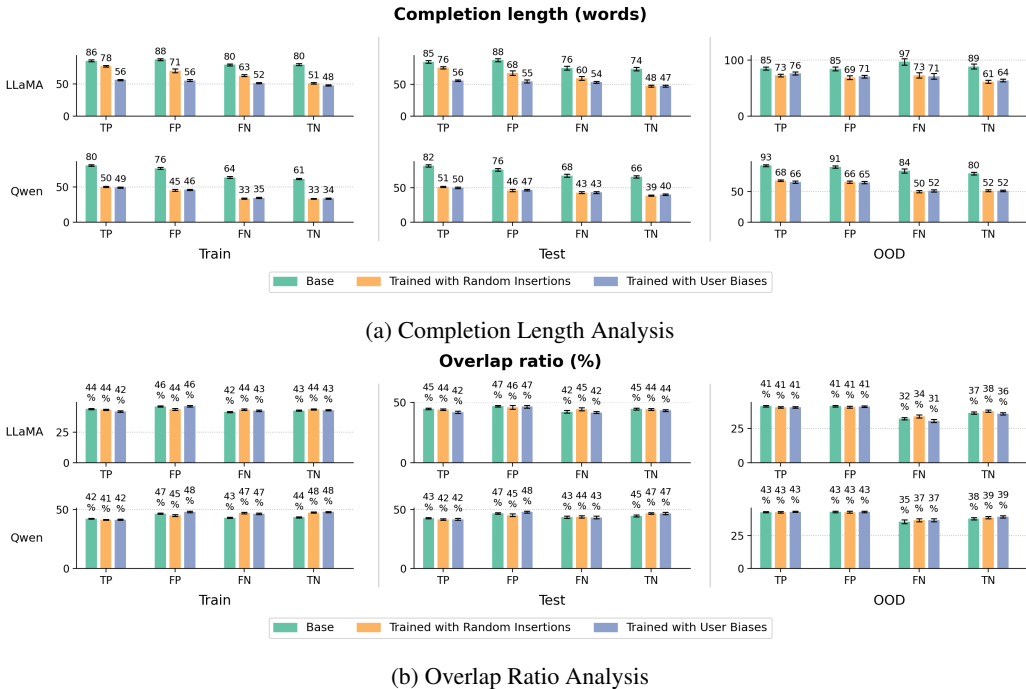 Completion length (words)
86 78 56 88 71 56 80 63 52 80 51 48
85 76 56 88 68 55 76 60 54 74 48 47
85 73 76 85 69 71 97 73 71 89 61 64
LLaMA
50
0
50
0
100
0
TP FP FN TN
TP FP FN TN
TP FP FN TN
80 50 49 76 45 46 64 33 35 61 33 34
82 51 50 76 46 47 68 43 43 66 39 40
93 68 66 91 66 65 84 50 52 80 52 52
Qwen
50
0
50
0
50
0
TP FP FN TN
TP FP FN TN
TP FP FN TN
Train Test OOD
Base Trained with Random Insertions Trained with User Biases
(a) Completion Length Analysis
Overlap ratio (%)
44% 44% 42% 46% 44% 46% 42% 44% 43% 43% 44% 43%
45% 44% 42% 47% 46% 47% 42% 45% 42% 45% 44% 44%
41% 41% 41% 41% 41% 41% 32% 34% 31% 37% 38% 36%
LLaMA
25
0
50
0
25
0
TP FP FN TN
TP FP FN TN
TP FP FN TN
42% 41% 42% 47% 45% 48% 43% 47% 47% 44% 48% 48%
43% 42% 42% 47% 45% 48% 43% 44% 43% 45% 47% 47%
43% 43% 43% 43% 43% 43% 35% 37% 37% 38% 39% 39%
Qwen
50
0
50
0
25
0
TP FP FN TN
TP FP FN TN
TP FP FN TN
Train Test OOD
Base Trained with Random Insertions Trained with User Biases
(b) Overlap Ratio Analysis